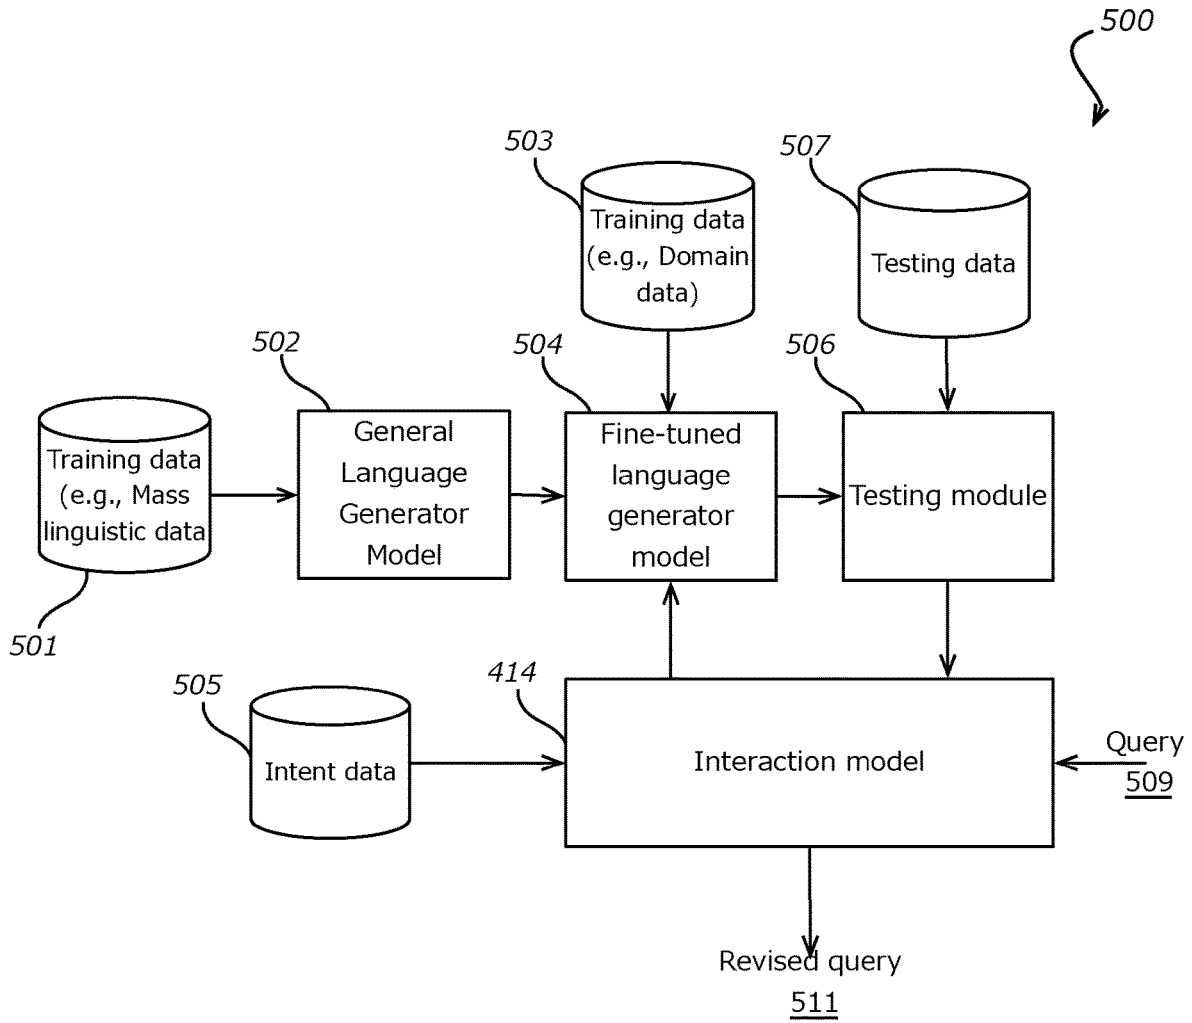 500
503
507
Training data
(e.g., Domain
data)
Testing data
502
504
506
Training data
(e.g., Mass
linguistic data
501
General
Language
Generator
Model
Fine-tuned
language
generator
model
Testing module
505
Intent data
414
Interaction model
Query
509
Revised query
511